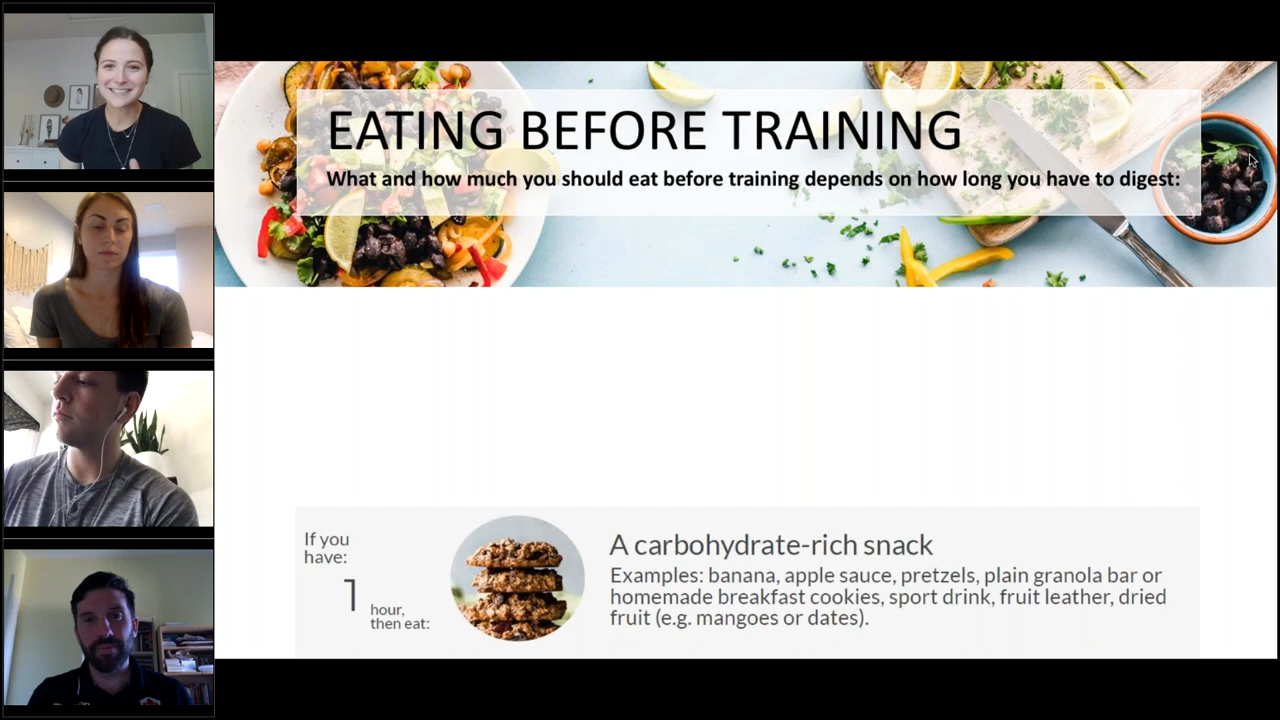 EATING BEFORE TRAINING
What and how much you should eat before training depends on how long you have to digest:
If you
have:
1
hour,
then eat:
A carbohydrate-rich snack
Examples: banana, apple sauce, pretzels, plain granola bar or
homemade breakfast cookies, sport drink, fruit leather, dried
fruit (e.g. mangoes or dates).